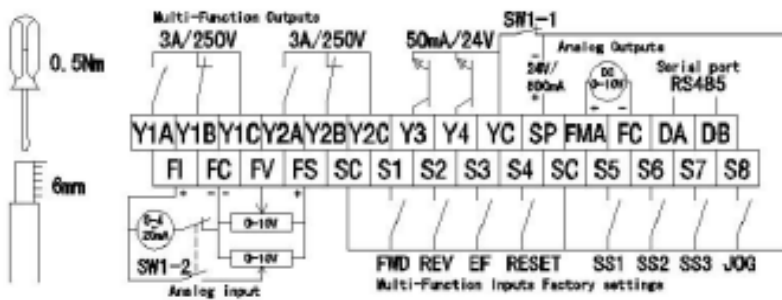 Multi-Function Outputs
SW1-1
3A/250V 3A/250V 50mA/24V
Analog Outputs
0.5Nm
24V/
600mA
DC
0-10V
Serial port
RS485
Y1A Y1B Y1C Y2A Y2B Y2C Y3 Y4 YC SP FMA FC DA DB
FI FC FV FS SC S1 S2 S3 S4 SC S5 S6 S7 S8
6mm
0-4
20mA
0-10V
0-10V
SW1-2
FWD REV EF RESET SS1 SS2 SS3 JOG
Analog input
Multi-Function Inputs Factory settings